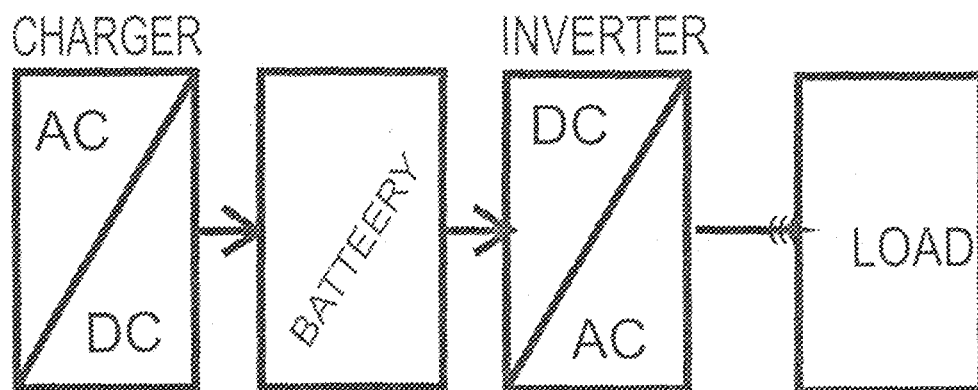 CHARGER
INVERTER
AC
DC
BATTEERY
DC
AC
LOAD